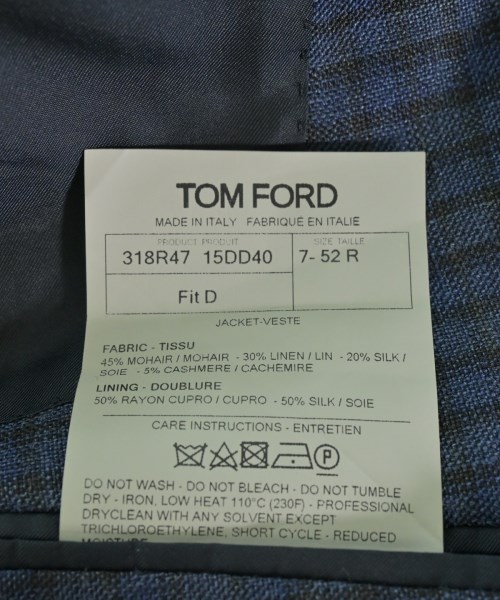 TOM FORD
MADE IN ITALY FABRIQUÉ EN ITALIE
PRODUCT PRODUIT SIZE TAILLE
318R47 15DD40 7- 52 R
Fit D
JACKET-VESTE
FABRIC - TISSU
45% MOHAIR / MOHAIR - 30% LINEN / LIN - 20% SILK /
SOIE - 5% CASHMERE / CACHEMIRE
LINING - DOUBLURE
50% RAYON CUPRO / CUPRO - 50% SILK / SOIE
CARE INSTRUCTIONS - ENTRETIEN
P
DO NOT WASH - DO NOT BLEACH - DO NOT TUMBLE
DRY - IRON, LOW HEAT 110°C (230F) - PROFESSIONAL
DRYCLEAN WITH ANY SOLVENT EXCEPT
TRICHLOROETHYLENE, SHORT CYCLE - REDUCED
MOISTURE